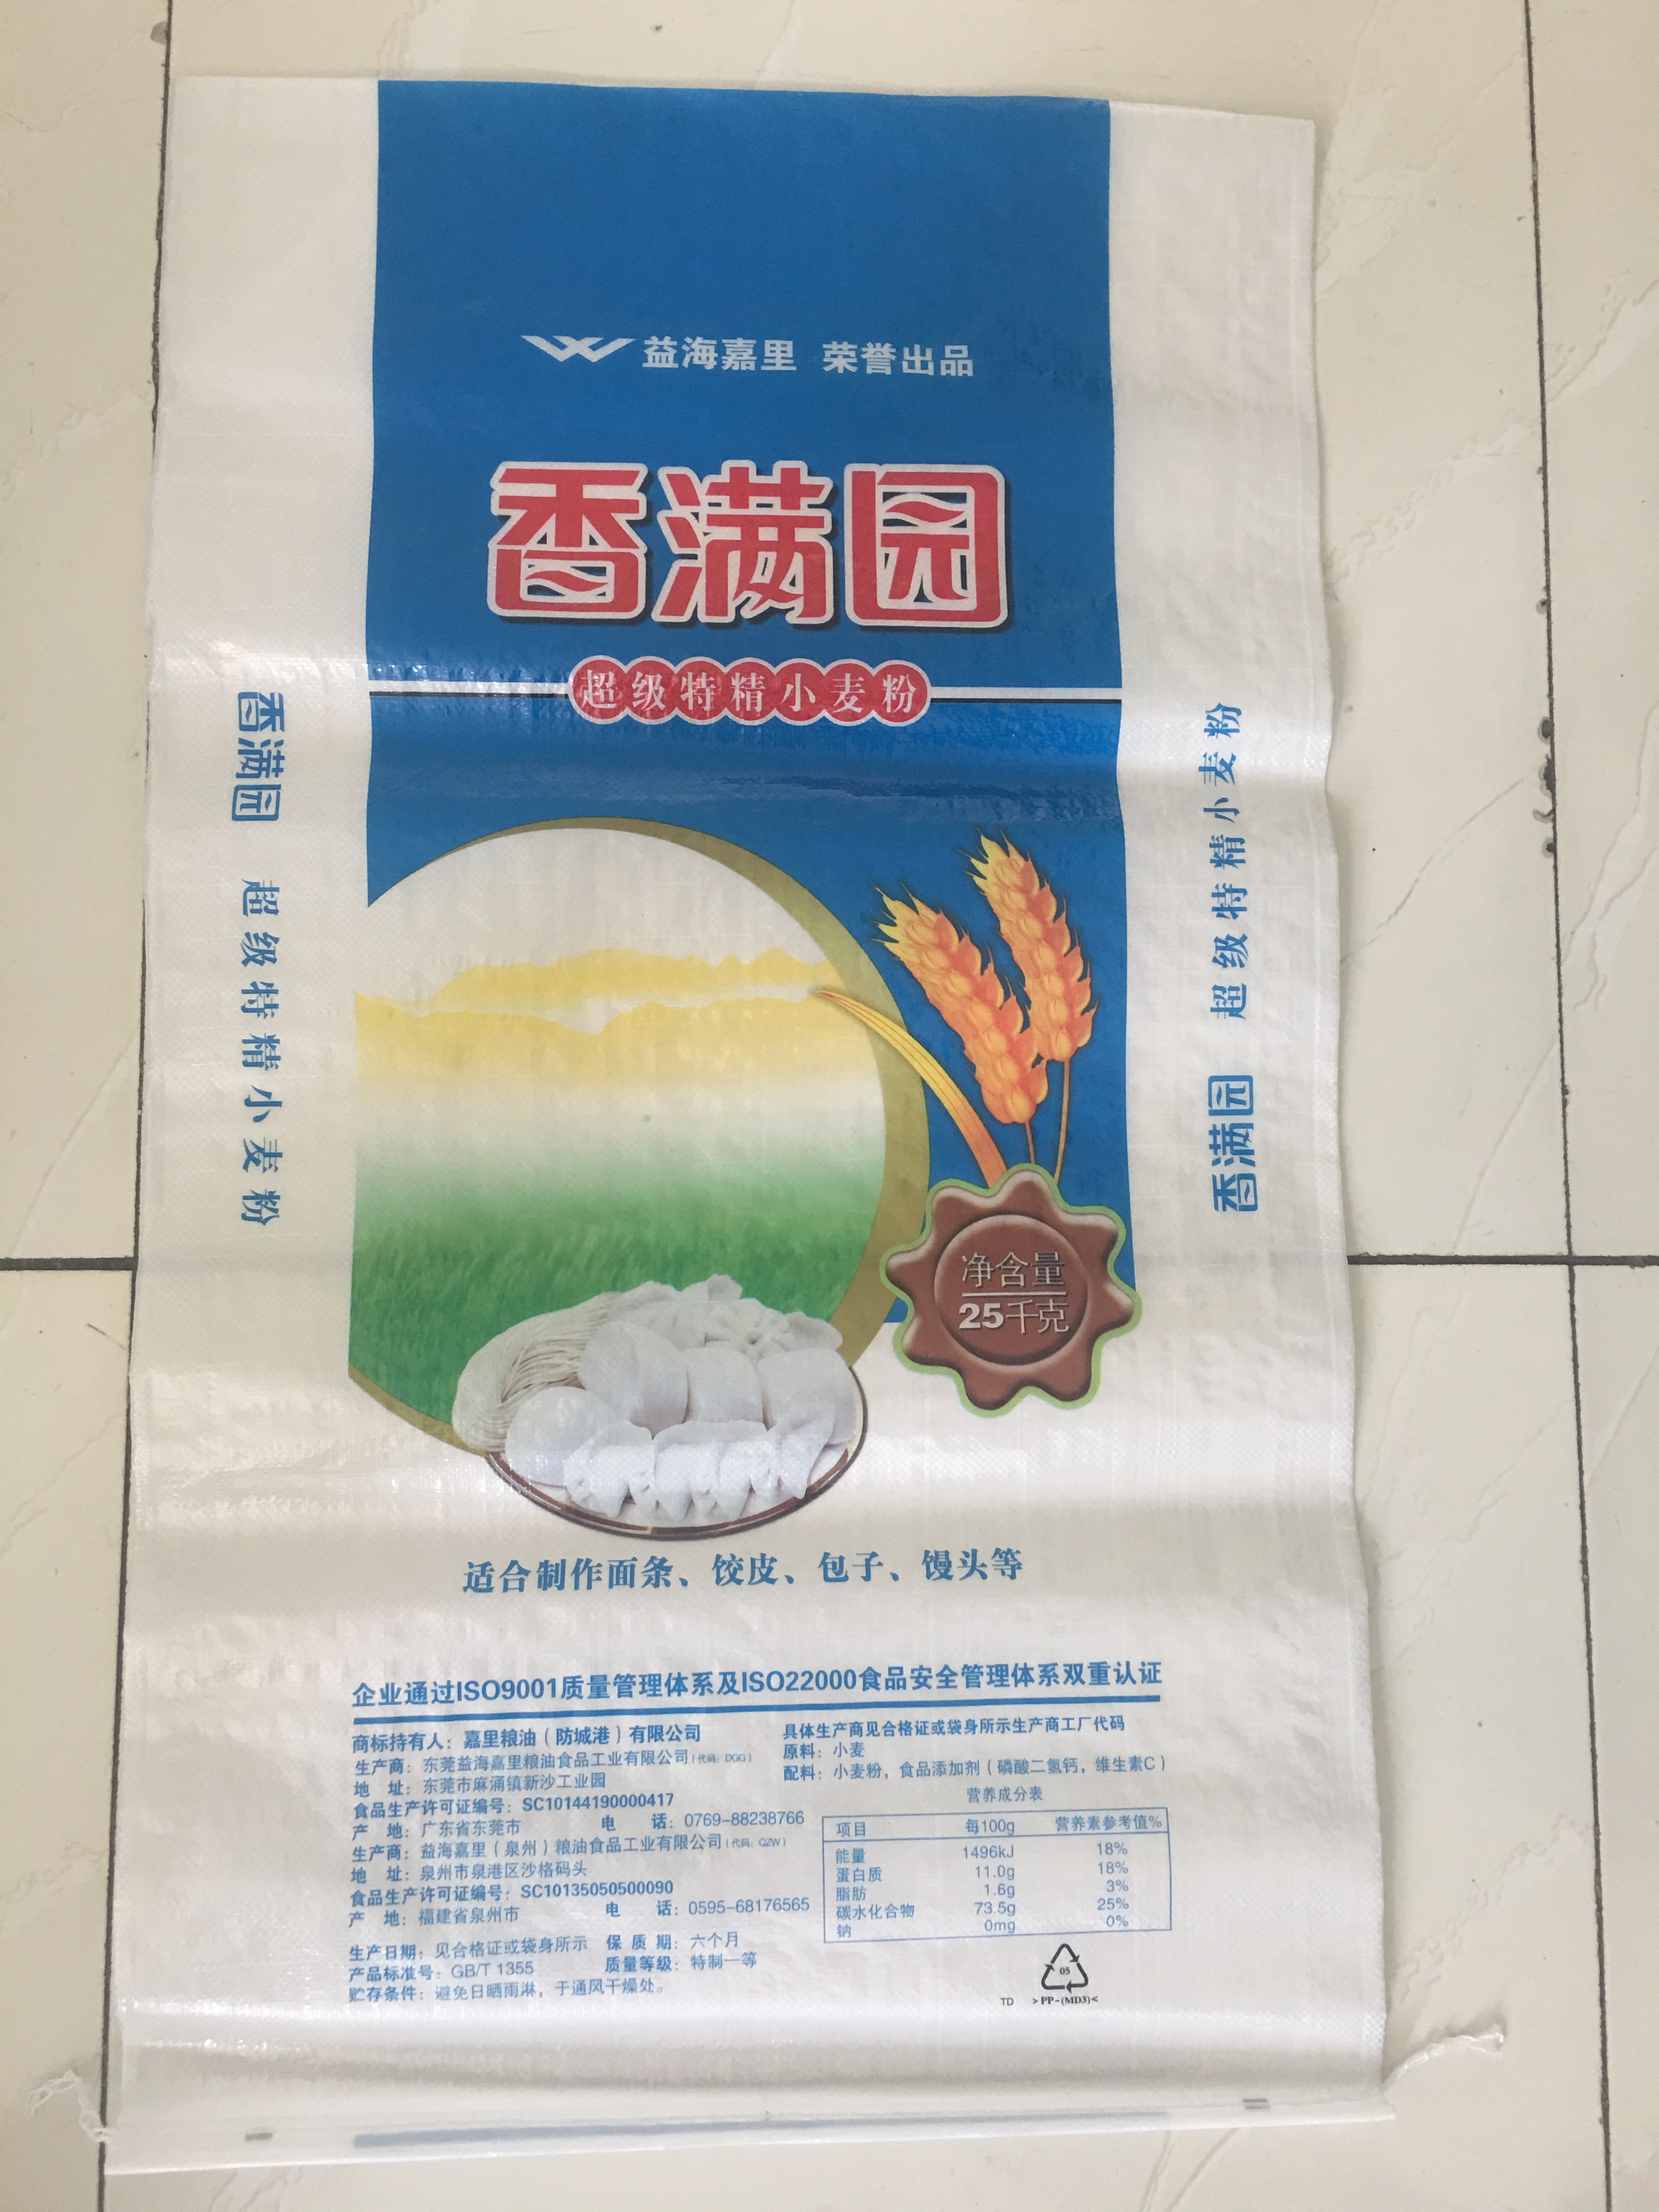 益海嘉里 荣誉出品
香满园
超级特精小麦粉
香满园 超级特精小麦粉
香满园 超级特精小麦粉
净含量
25千克
适合制作面条、饺皮、包子、馒头等
企业通过ISO9001质量管理体系及ISO22000食品安全管理体系双重认证
商标持有人：嘉里粮油（防城港）有限公司
生产商：东莞益海嘉里粮油食品工业有限公司（代码：DGG）
地 址：东莞市麻涌镇新沙工业园
食品生产许可证编号：SC10144190000417
产 地：广东省东莞市 电 话：0769-88238766
生产商：益海嘉里（泉州）粮油食品工业有限公司（代码：QZW）
地 址：泉州市泉港区沙格码头
食品生产许可证编号：SC10135050500090
产 地：福建省泉州市 电 话：0595-68176565
生产日期：见合格证或袋身所示 保 质 期：六个月
产品标准号：GB/T 1355 质量等级：特制一等
贮存条件：避免日晒雨淋，于通风干燥处。
具体生产商见合格证或袋身所示生产商工厂代码
原料：小麦
配料：小麦粉，食品添加剂（磷酸二氢钙，维生素C）
营养成分表
项目 每100g 营养素参考值%
能量 1496kJ 18%
蛋白质 11.0g 18%
脂肪 1.6g 3%
碳水化合物 73.5g 25%
钠 0mg 0%
05
TD >PP-(MD3)<